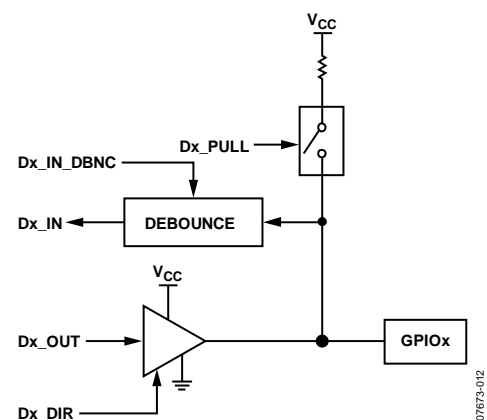 VCC
Dx_PULL
Dx_IN_DBNC
Dx_IN
DEBOUNCE
VCC
Dx_OUT
GPIOx
Dx_DIR
07673-012